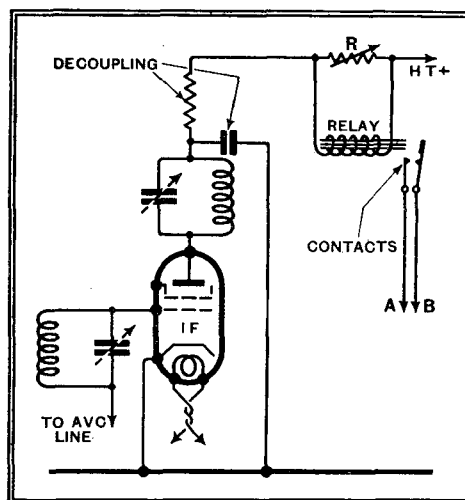 R
DECOUPLING
HT+
RELAY
CONTACTS
IF
A B
TO AVC
LINE